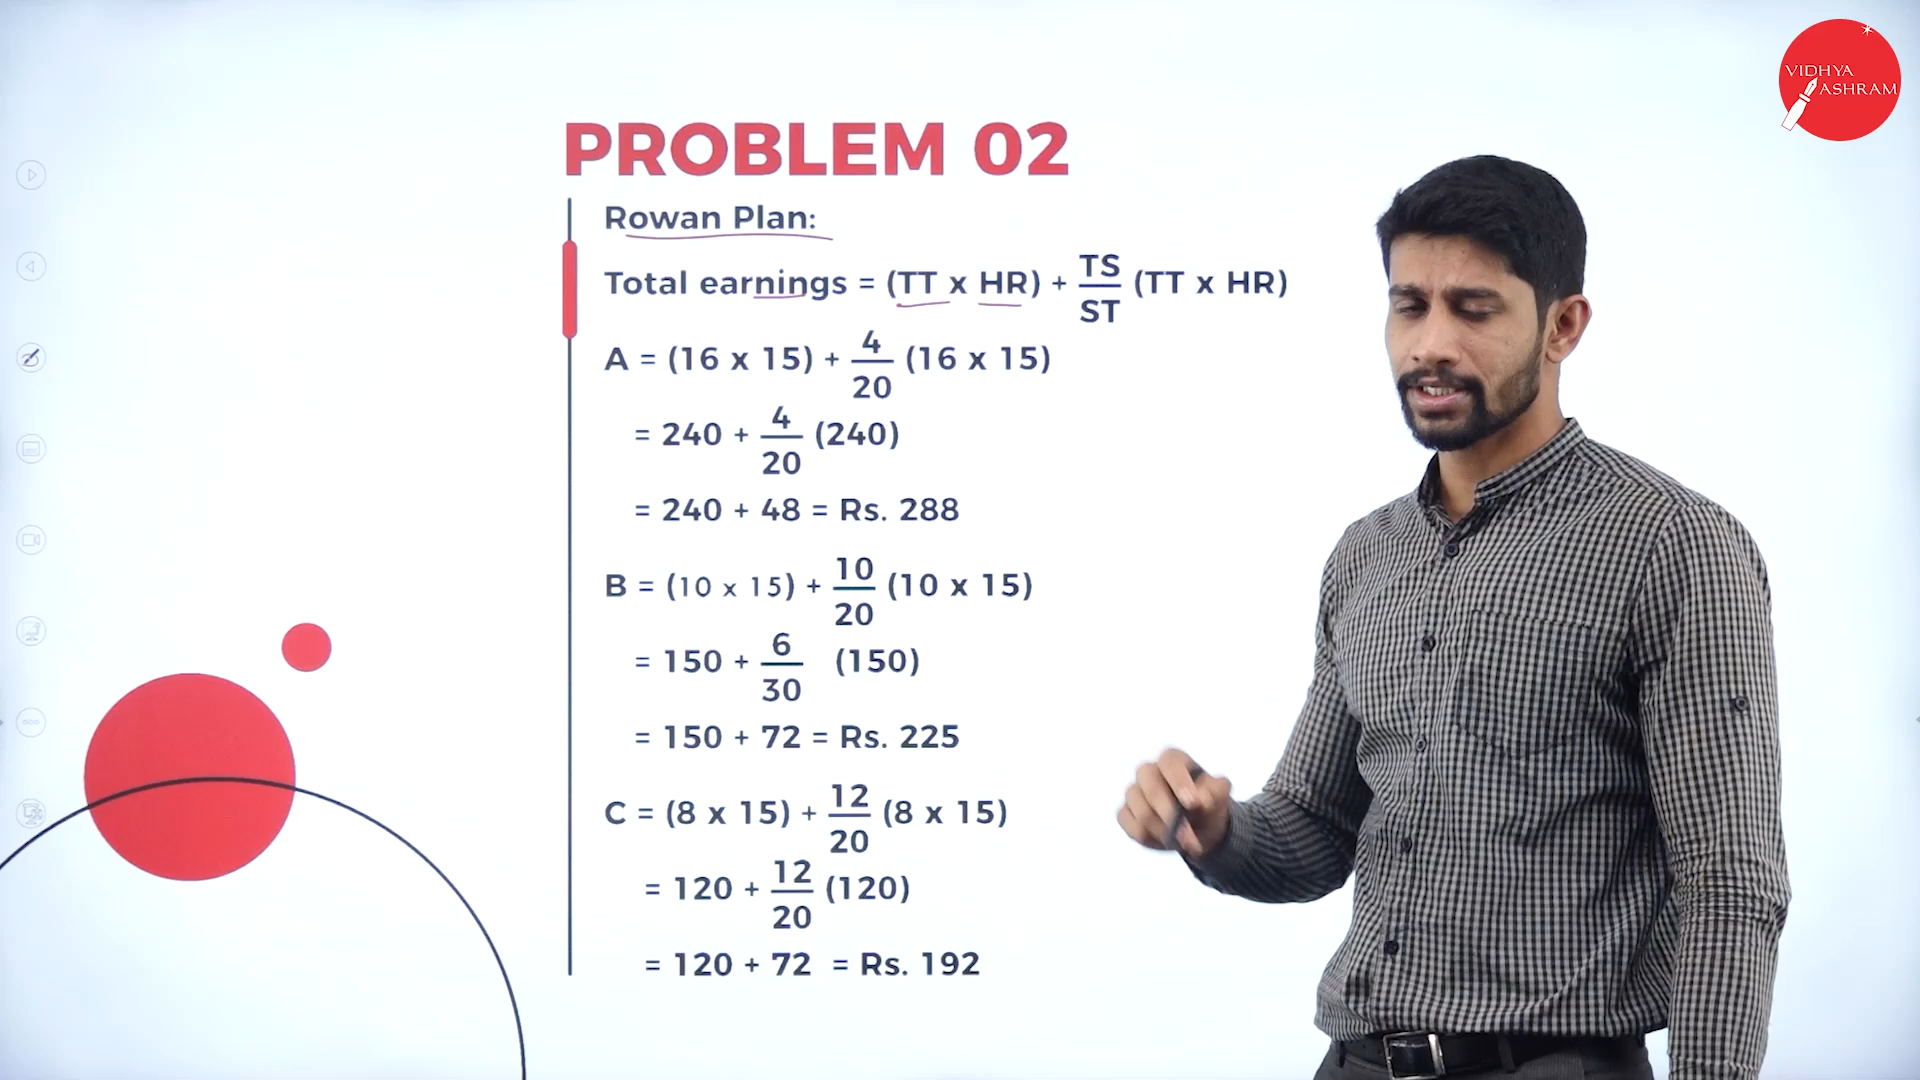 VIDHYA
ASHRAM
PROBLEM 02
Rowan Plan:
Total earnings = (TT x HR) + TS/ST (TT x HR)
A = (16 x 15) + 4/20 (16 x 15)
= 240 + 4/20 (240)
= 240 + 48 = Rs. 288
B = (10 x 15) + 10/20 (10 x 15)
= 150 + 6/30 (150)
= 150 + 72 = Rs. 225
C = (8 x 15) + 12/20 (8 x 15)
= 120 + 12/20 (120)
= 120 + 72 = Rs. 192